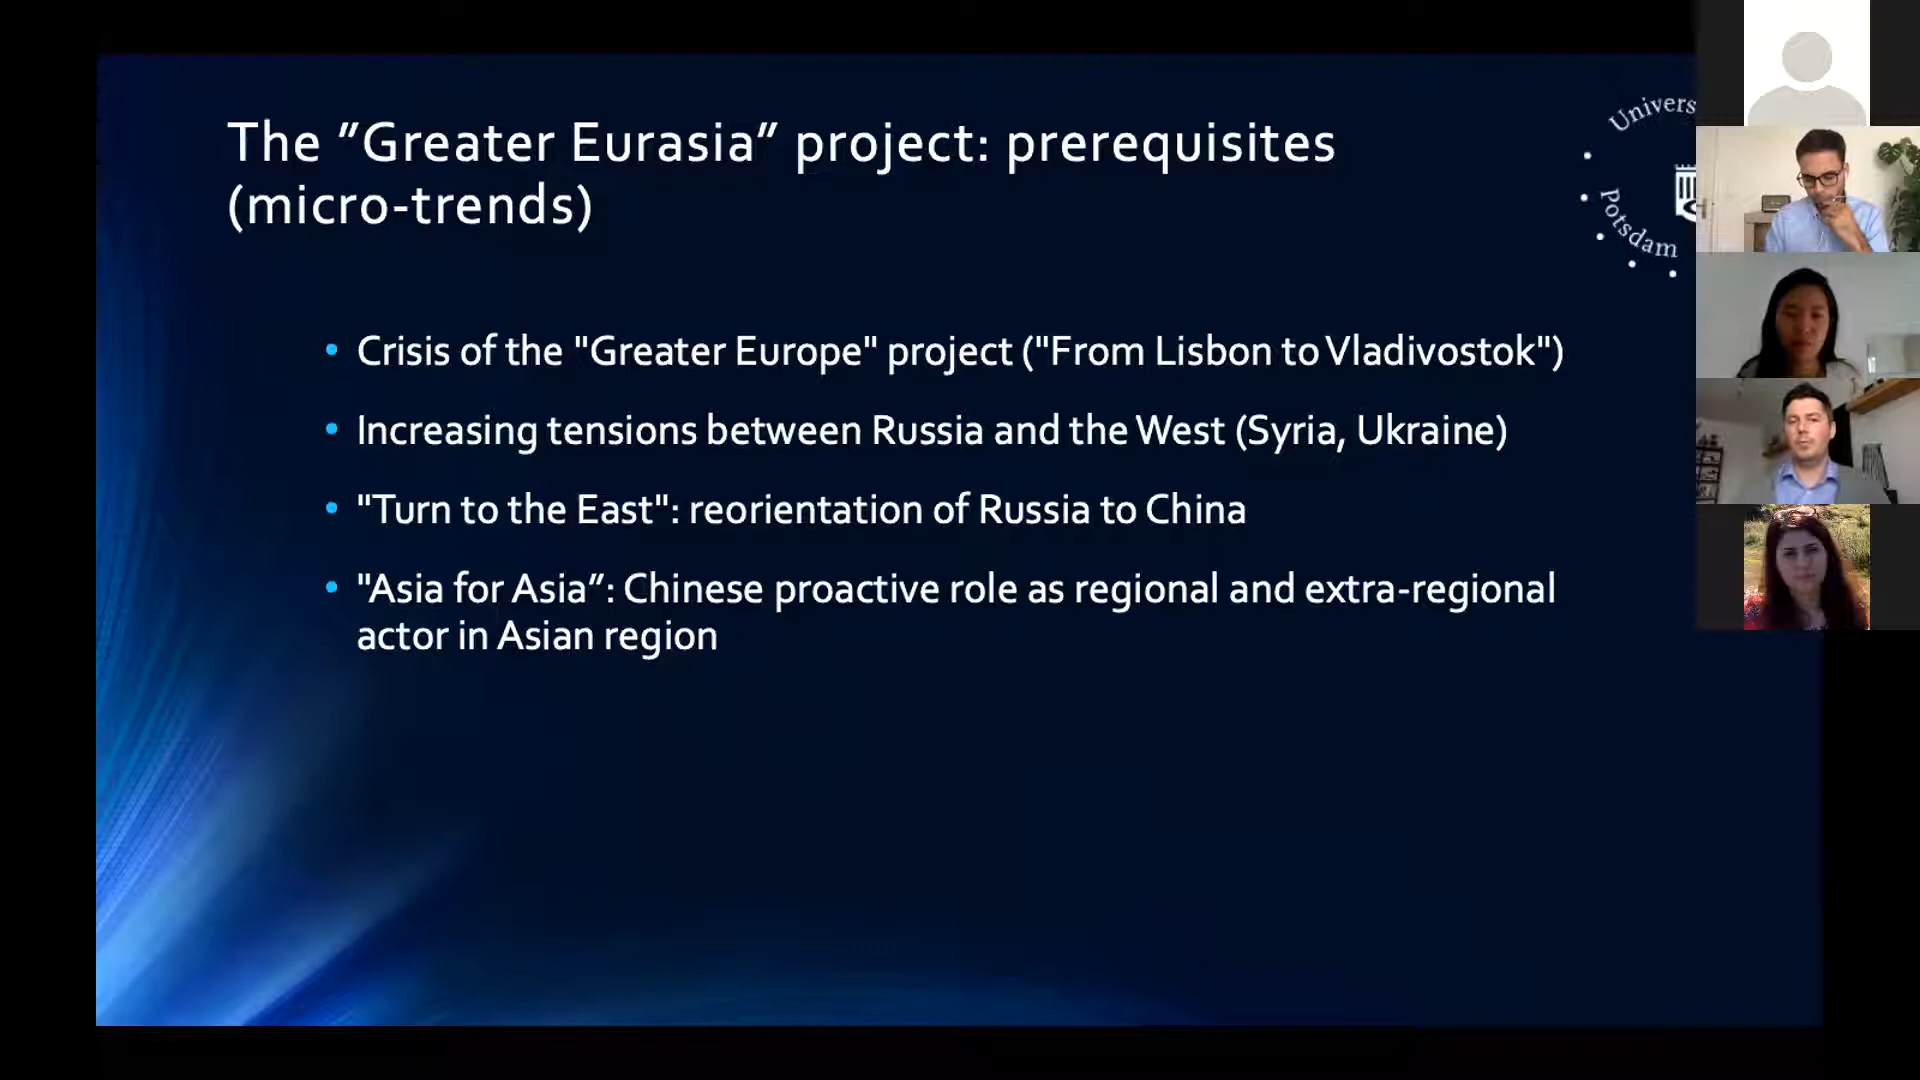 The ”Greater Eurasia” project: prerequisites
(micro-trends)
Univers
Potsdam
• Crisis of the "Greater Europe" project ("From Lisbon to Vladivostok")
• Increasing tensions between Russia and the West (Syria, Ukraine)
• "Turn to the East": reorientation of Russia to China
• "Asia for Asia”: Chinese proactive role as regional and extra-regional
actor in Asian region